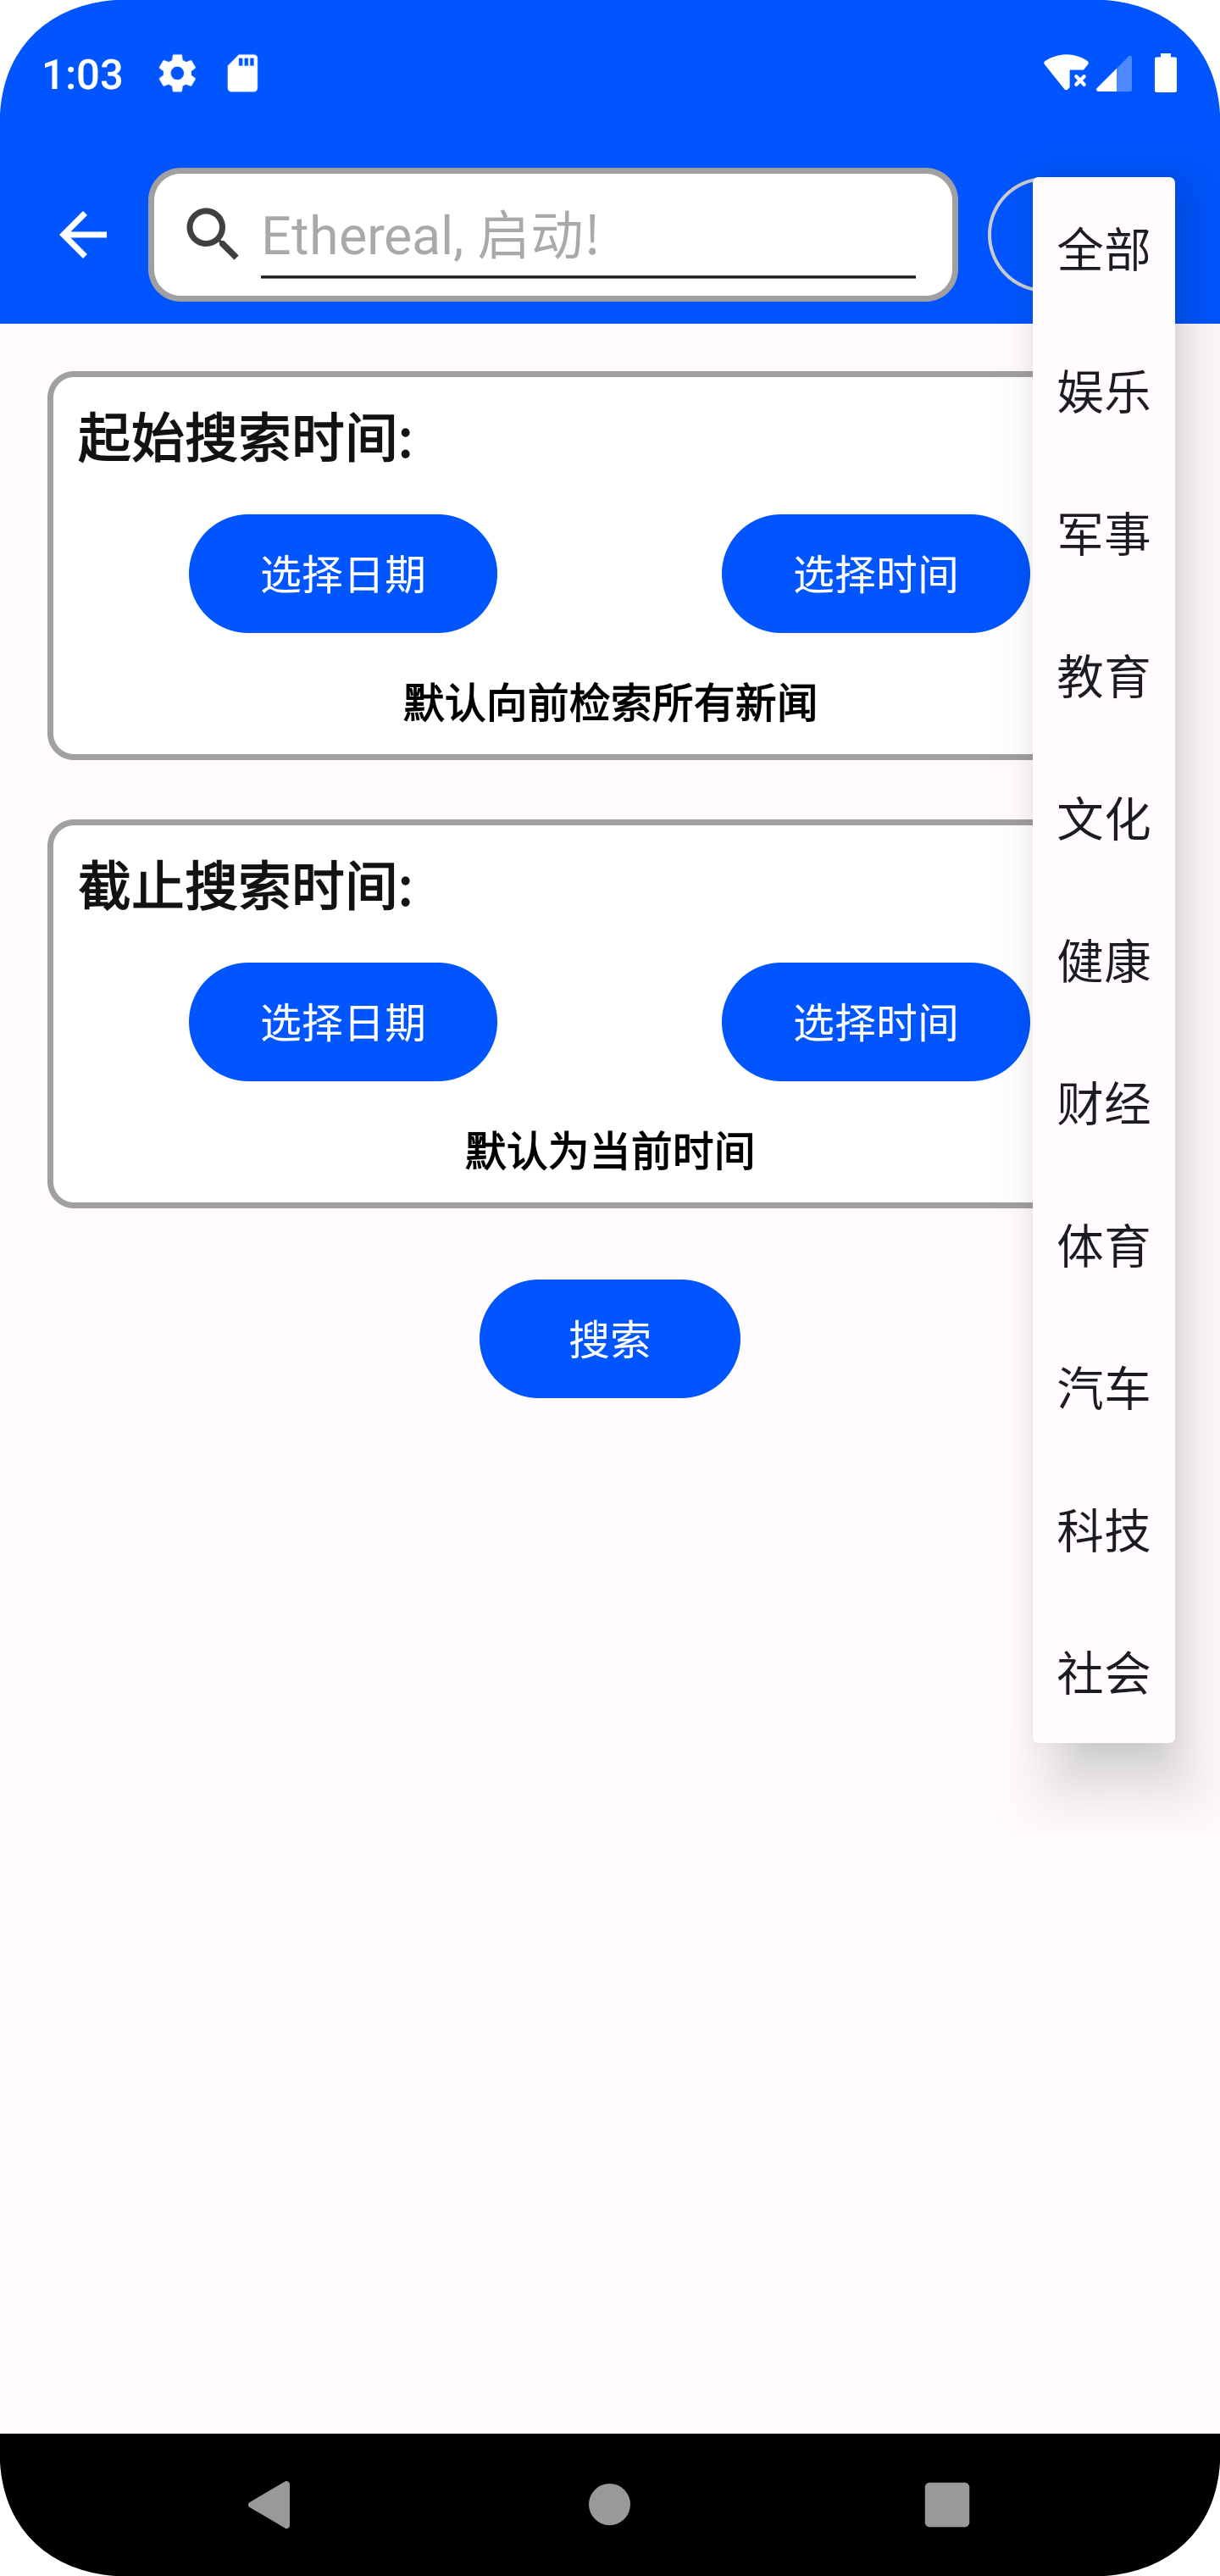 1:03
Ethereal, 启动!
起始搜索时间:
选择日期
选择时间
默认向前检索所有新闻
截止搜索时间:
选择日期
选择时间
默认为当前时间
搜索
全部
娱乐
军事
教育
文化
健康
财经
体育
汽车
科技
社会